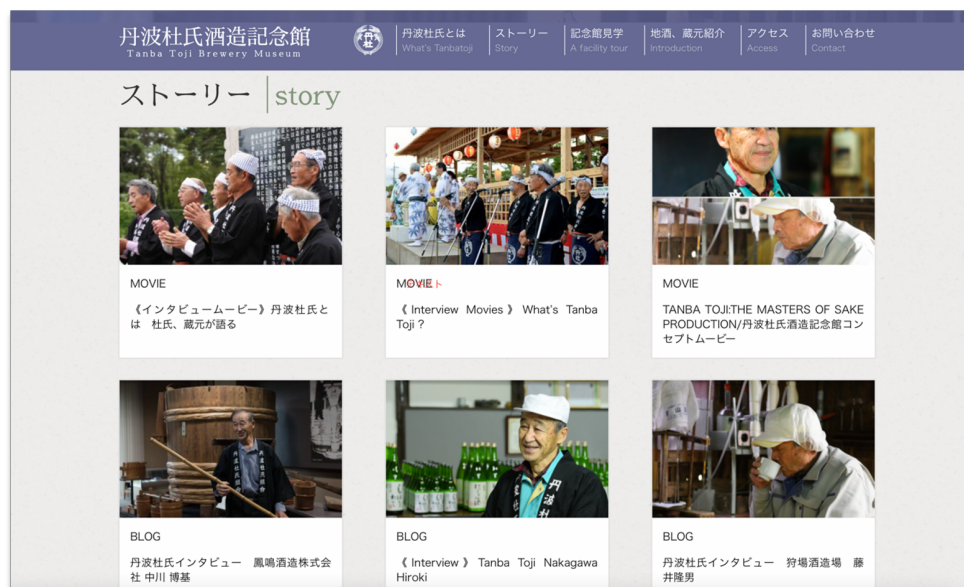 丹波杜氏酒造記念館
Tanba Toji Brewery Museum
丹波杜氏とは
What's Tanbatoji
ストーリー
Story
記念館見学
A facility tour
地酒、蔵元紹介
Introduction
アクセス
Access
お問い合わせ
Contact
ストーリー story
MOVIE
《インタビュームービー》丹波杜氏と
は 杜氏、蔵元が語る
MOVIE
《Interview Movies》What's Tanba
Toji ?
MOVIE
TANBA TOJI:THE MASTERS OF SAKE
PRODUCTION/丹波杜氏酒造記念館コン
セプトムービー
BLOG
丹波杜氏インタビュー 鳳鳴酒造株式会
社 中川 博基
BLOG
《Interview》Tanba Toji Nakagawa
Hiroki
BLOG
丹波杜氏インタビュー 狩場酒造場 藤
井隆男